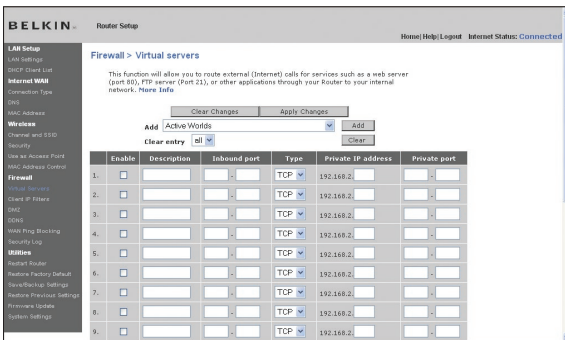 BELKIN Router Setup
Home| Help| Logout Internet Status: Connected
LAN Setup
LAN Settings
DHCP Client List
Internet WAN
Connection Type
DNS
MAC Address
Wireless
Channel and SSID
Security
Use as Access Point
MAC Address Control
Firewall
Virtual Servers
Client IP Filters
DMZ
DDNS
WAN Ping Blocking
Security Log
Utilities
Restart Router
Restore Factory Default
Save/Backup Settings
Restore Previous Settings
Firmware Update
System Settings
Firewall > Virtual servers
This function will allow you to route external (Internet) calls for services such as a web server
(port 80), FTP server (Port 21), or other applications through your Router to your internal
network. More Info
Clear Changes Apply Changes
Add Active Worlds Add
Clear entry all Clear
Enable Description Inbound port Type Private IP address Private port
1. - TCP 192.168.2. -
2. - TCP 192.168.2. -
3. - TCP 192.168.2. -
4. - TCP 192.168.2. -
5. - TCP 192.168.2. -
6. - TCP 192.168.2. -
7. - TCP 192.168.2. -
8. - TCP 192.168.2. -
9. - TCP 192.168.2. -